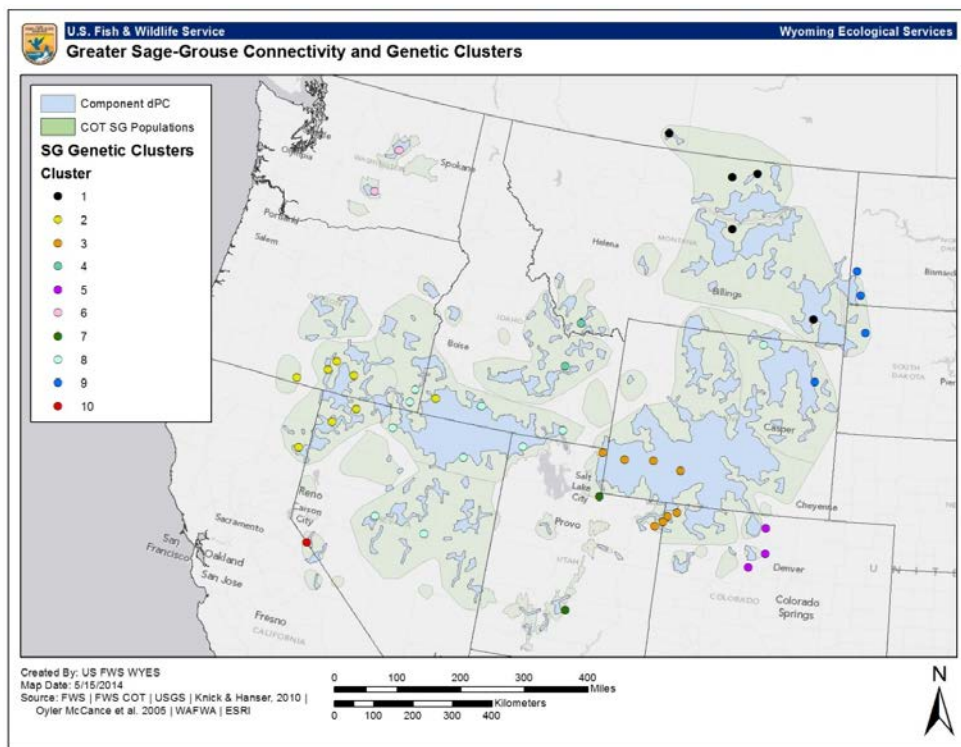 U.S. Fish & Wildlife Service
Wyoming Ecological Services
Greater Sage-Grouse Connectivity and Genetic Clusters
Component dPC
COT SG Populations
SG Genetic Clusters
Cluster
1
2
3
4
5
6
7
8
9
10
Olympia
WASHINGTON
Spokane
Portland
Salem
Helena
MONTANA
Billings
Bismard
IDAHO
Boise
SOUTH
DAKOTA
Pier
Casper
Cheyenne
Salt
Lake
City
Provo
UTAH
Reno
Carson
City
Sacramento
San
Francisco
Oakland
San Jose
Fresno
CALIFORNIA
Denver
COLORADO
Colorado
Springs
UNITE
Created By: US FWS WYES
Map Date: 5/15/2014
Source: FWS | FWS COT | USGS | Knick & Hanser, 2010 |
Oyler McCance et al. 2005 | WAFWA | ESRI
0 100 200 300 400
Miles
Kilometers
0 100 200 300 400
N